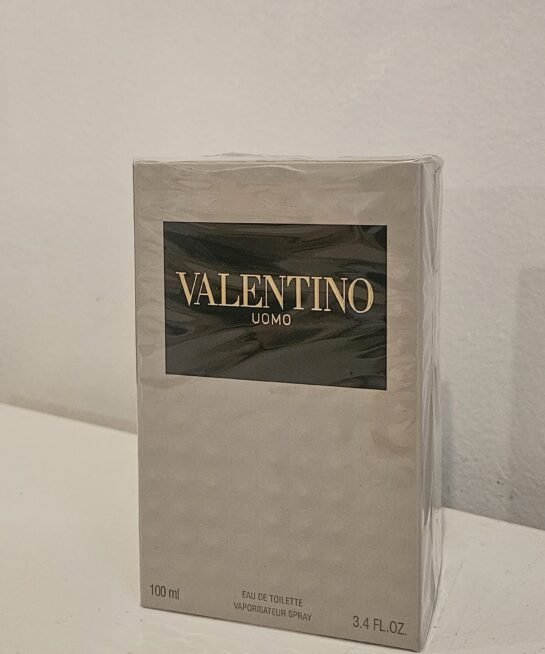 VALENTINO
UOMO
100 ml
EAU DE TOILETTE
VAPORISATEUR SPRAY
3.4 FL.OZ.